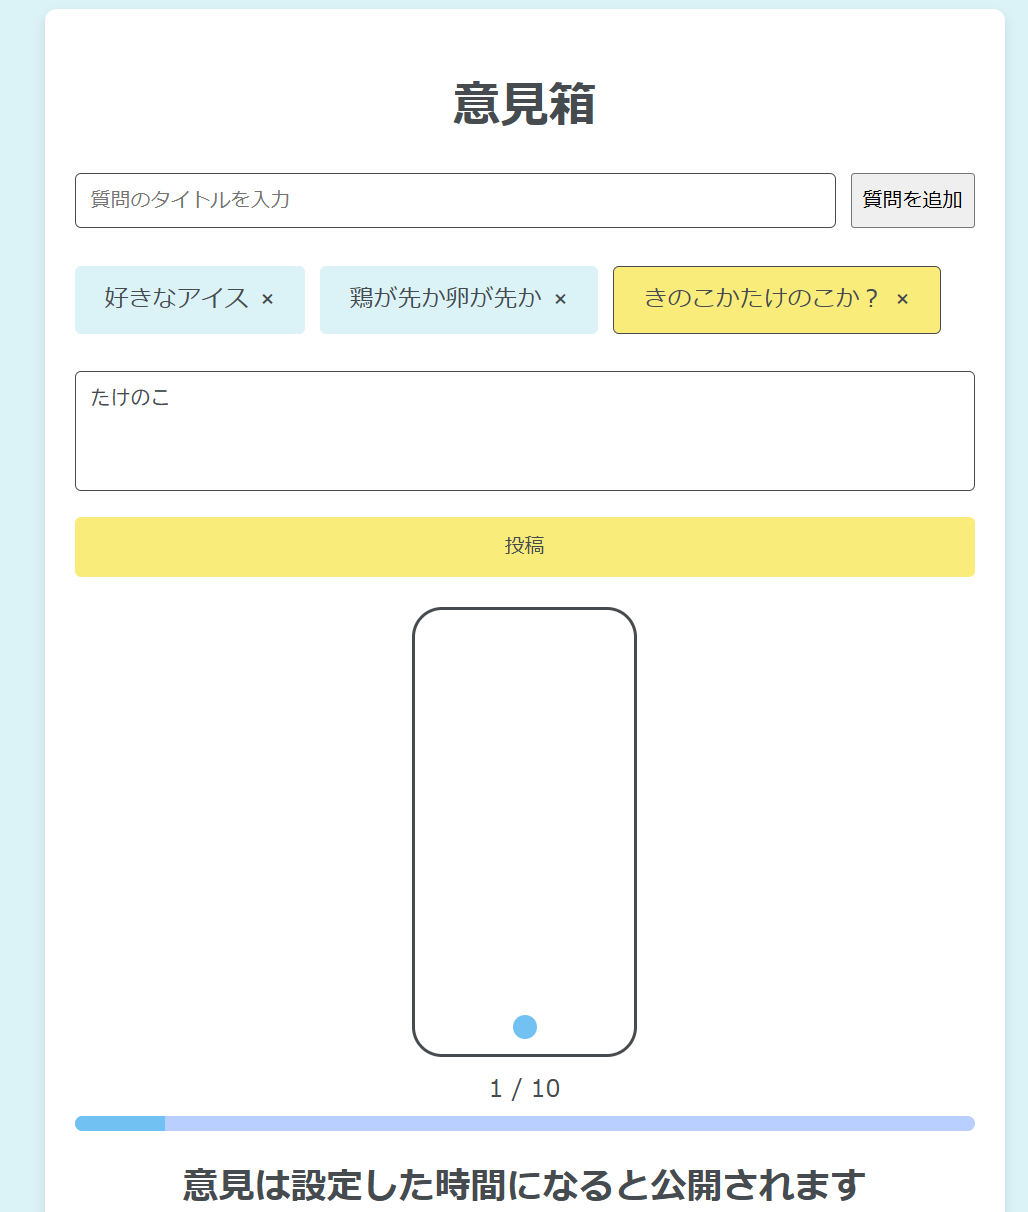 意見箱
質問のタイトルを入力
質問を追加
好きなアイス ×
鶏が先か卵が先か ×
きのこかたけのこか？ ×
たけのこ
投稿
1 / 10
意見は設定した時間になると公開されます